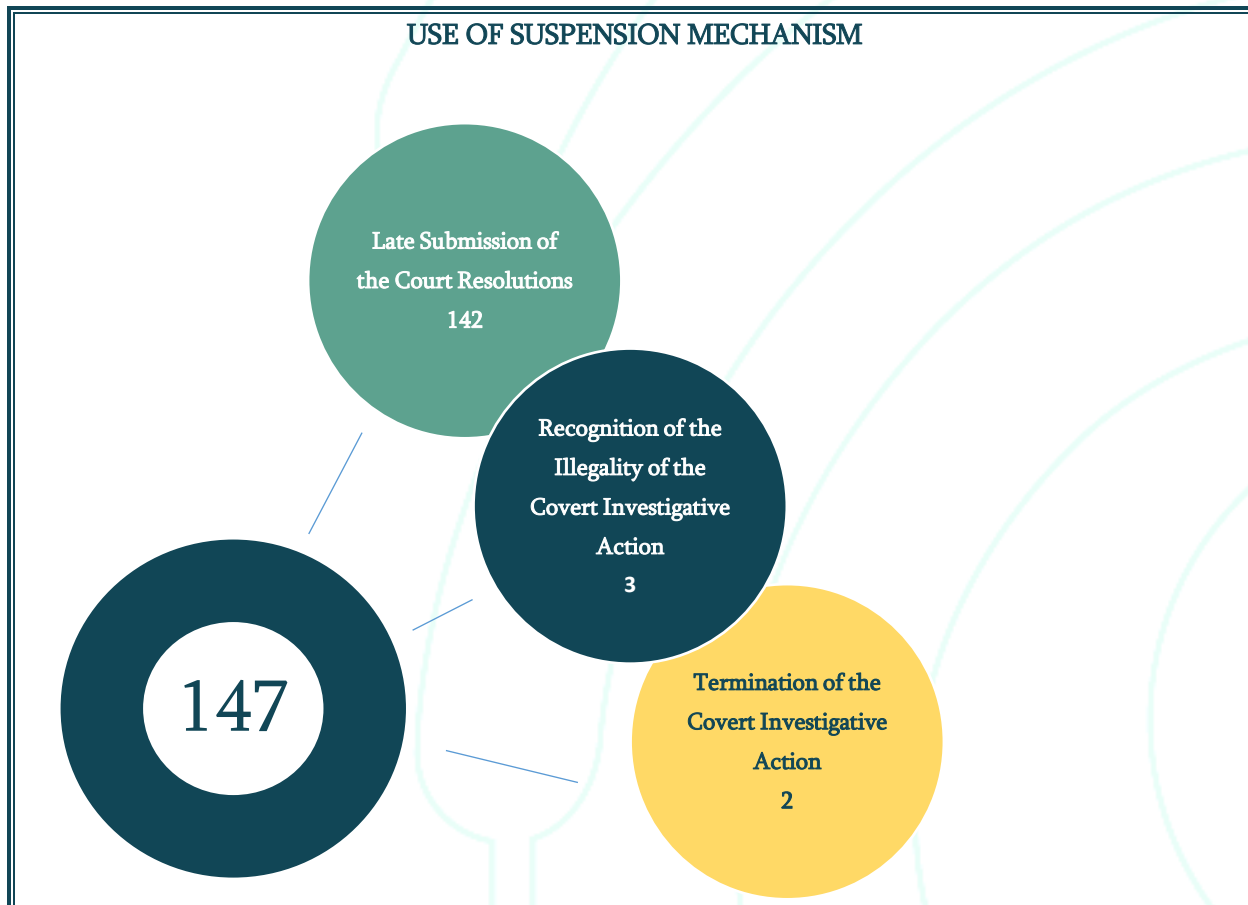 USE OF SUSPENSION MECHANISM
Late Submission of
the Court Resolutions
142
Recognition of the
Illegality of the
Covert Investigative
Action
3
147
Termination of the
Covert Investigative
Action
2